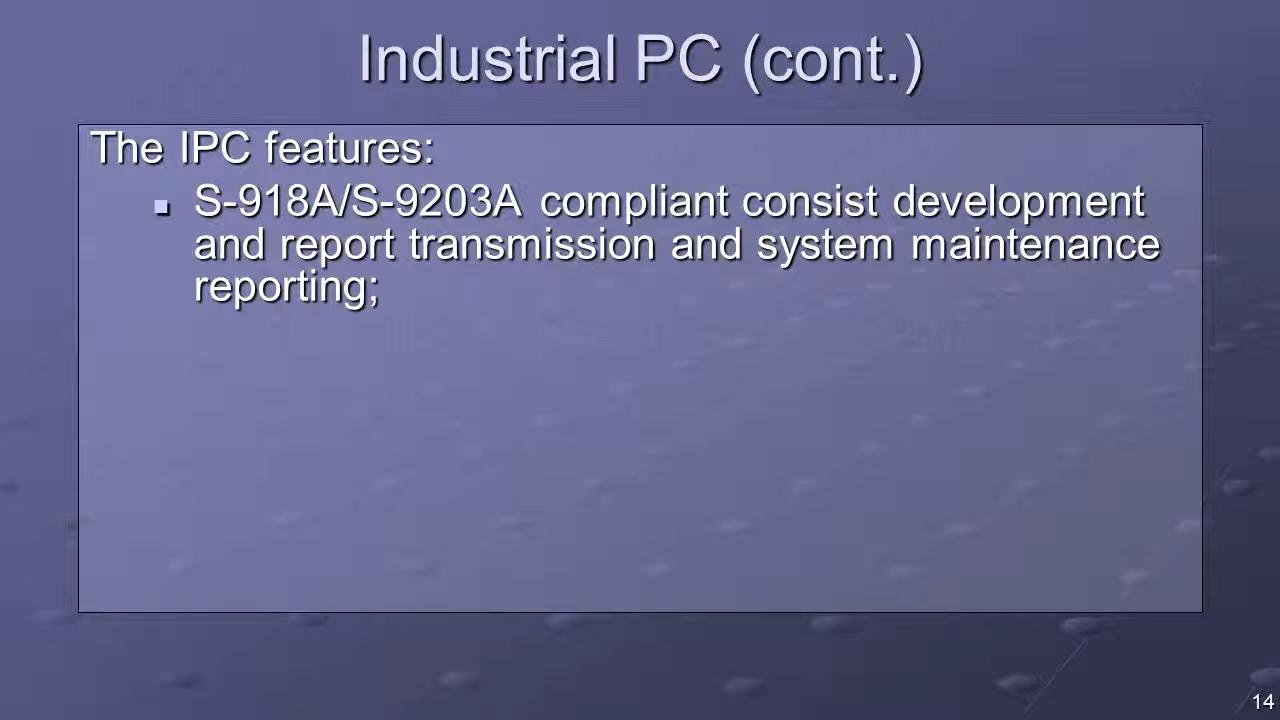 Industrial PC (cont.)
The IPC features:
S-918A/S-9203A compliant consist development
and report transmission and system maintenance
reporting;
14